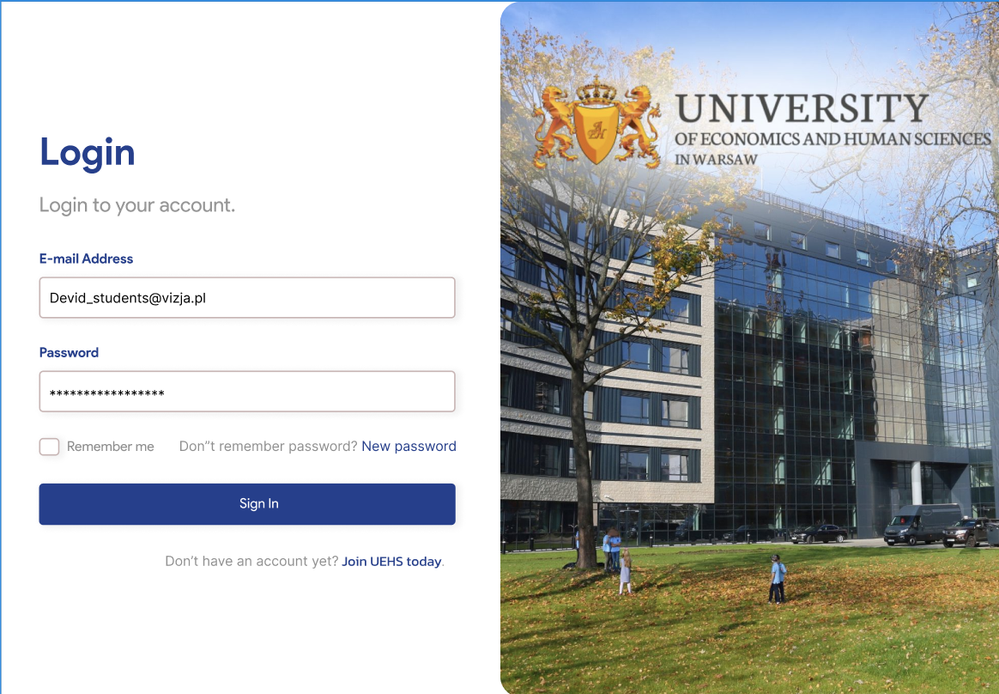 Login
Login to your account.
E-mail Address
Devid_students@vizja.pl
Password
*****************
Remember me
Don"t remember password? New password
Sign In
Don't have an account yet? Join UEHS today.
UNIVERSITY
OF ECONOMICS AND HUMAN SCIENCES
IN WARSAW